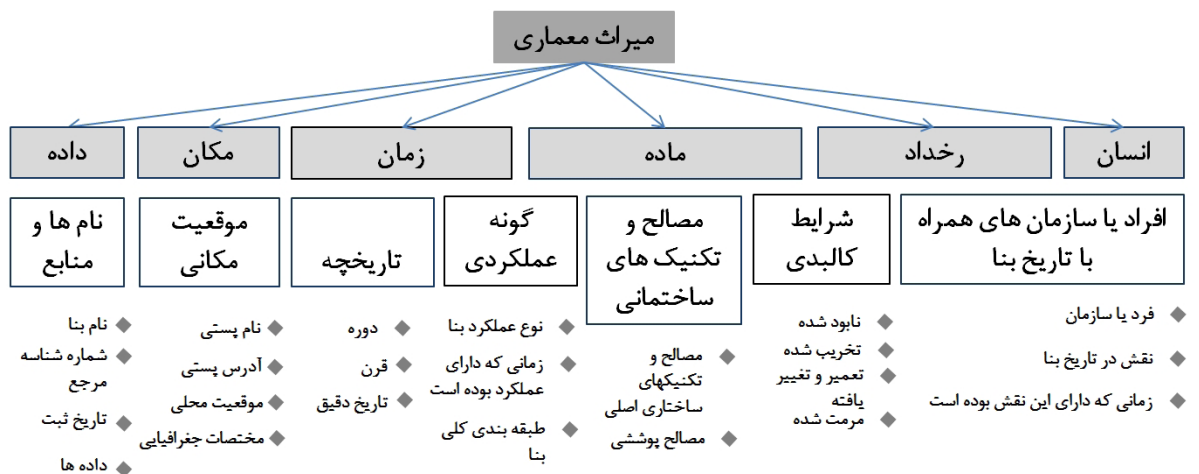 میراث معماری
انسان
رخداد
ماده
زمان
مکان
داده
افراد یا سازمان های همراه
با تاریخ بنا
شرایط
کالبدی
مصالح و
تکنیک های
ساختمانی
گونه
عملکردی
تاریخچه
موقعیت
مکانی
نام ها و
منابع
فرد یا سازمان
نقش در تاریخ بنا
زمانی که دارای این نقش بوده است
نابود شده
تخریب شده
تعمیر و تغییر
یافته
مرمت شده
مصالح و
تکنیکهای
ساختاری اصلی
مصالح پوششی
نوع عملکرد بنا
زمانی که دارای
عملکرد بوده است
طبقه بندی کلی
بنا
دوره
قرن
تاریخ دقیق
نام پستی
آدرس پستی
موقعیت محلی
مختصات جغرافیایی
نام بنا
شماره شناسه
مرجع
تاریخ ثبت
داده ها